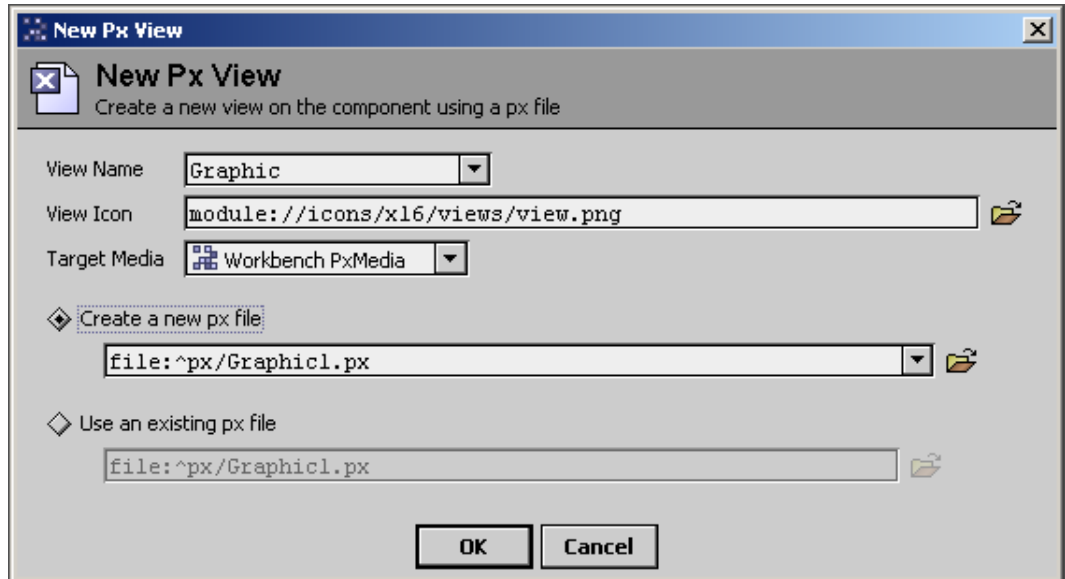 New Px View
New Px View
Create a new view on the component using a px file
View Name Graphic
View Icon module://icons/x16/views/view.png
Target Media Workbench PxMedia
Create a new px file
file:^px/Graphic1.px
Use an existing px file
file:^px/Graphic1.px
OK Cancel